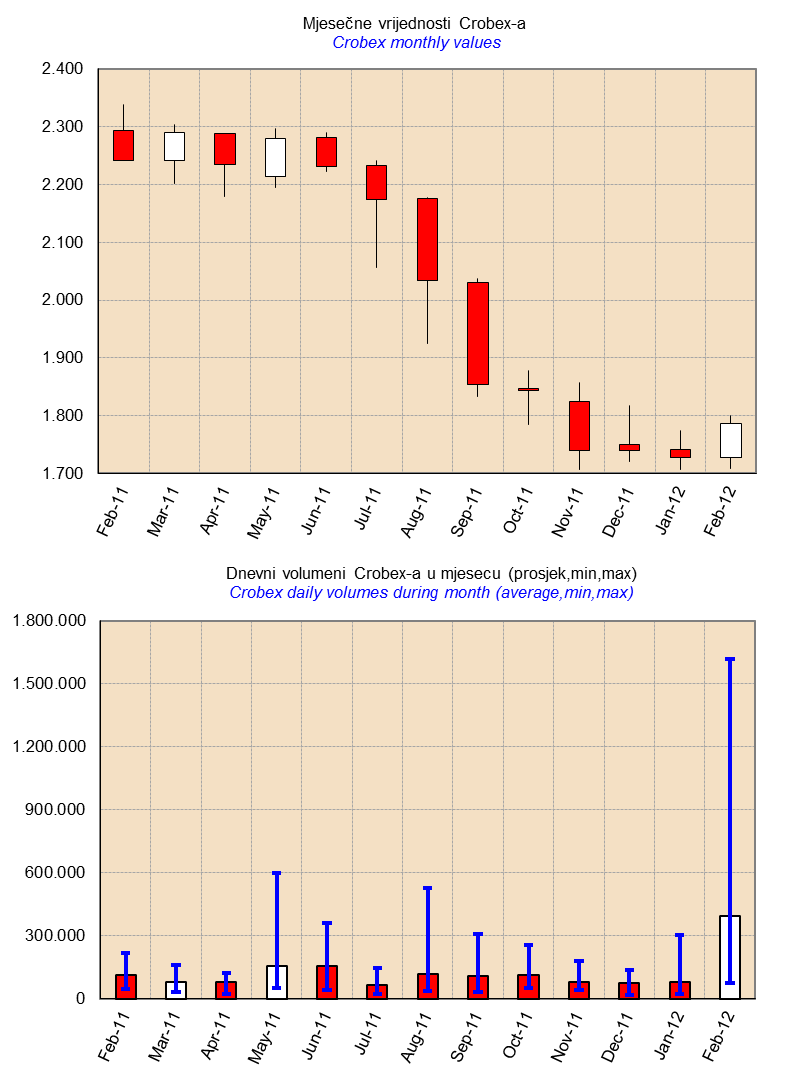 Mjesečne vrijednosti Crobex-a
Crobex monthly values
2.400
2.300
2.200
2.100
2.000
1.900
1.800
1.700
Feb-11 Mar-11 Apr-11 May-11 Jun-11 Jul-11 Aug-11 Sep-11 Oct-11 Nov-11 Dec-11 Jan-12 Feb-12
Dnevni volumeni Crobex-a u mjesecu (prosjek,min,max)
Crobex daily volumes during month (average,min,max)
1.800.000
1.500.000
1.200.000
900.000
600.000
300.000
0
Feb-11 Mar-11 Apr-11 May-11 Jun-11 Jul-11 Aug-11 Sep-11 Oct-11 Nov-11 Dec-11 Jan-12 Feb-12